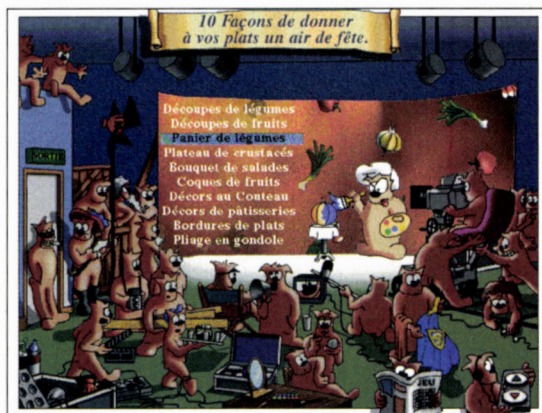 10 Façons de donner
à vos plats un air de fête.
Découpes de légumes
Découpes de fruits
Panier de légumes
Plateau de crustacés
Bouquet de salades
Coques de fruits
Décors au Couteau
Décors de pâtisseries
Bordures de plats
Pliage en gondole
SORTIE
JEU